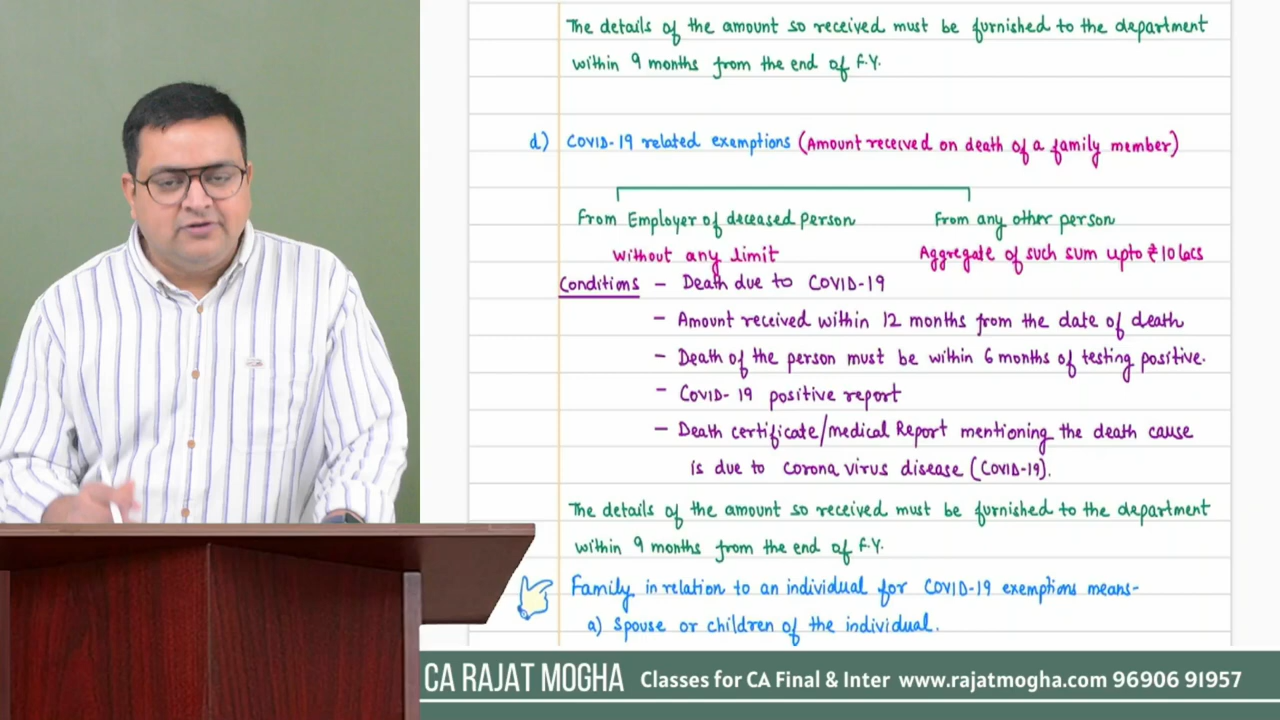 The details of the amount so received must be furnished to the department
within 9 months from the end of F.Y.
d) COVID-19 related exemptions (Amount received on death of a family member)
From Employer of deceased person From any other person
without any limit Aggregate of such sum upto ₹10 lacs
Conditions - Death due to COVID-19
- Amount received within 12 months from the date of death
- Death of the person must be within 6 months of testing positive.
- COVID-19 positive report
- Death certificate/medical Report mentioning the death cause
is due to corona virus disease (COVID-19).
The details of the amount so received must be furnished to the department
within 9 months from the end of F.Y.
Family in relation to an individual for COVID-19 exemptions means-
a) Spouse or children of the individual.
CA RAJAT MOGHA Classes for CA Final & Inter www.rajatmogha.com 96906 91957